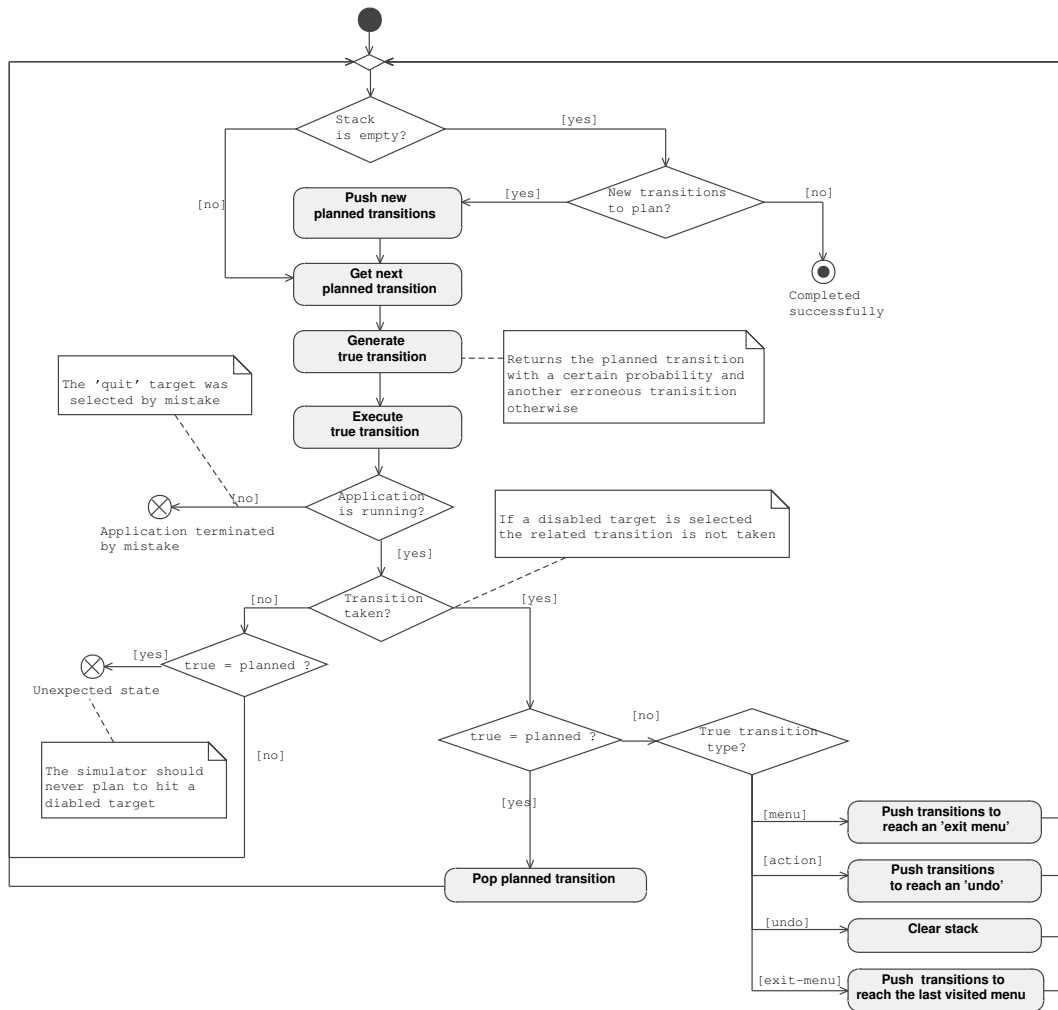 Stack
is empty?
[yes]
[no]
New transitions
to plan?
[yes]
[no]
Push new
planned transitions
Get next
planned transition
Completed
successfully
Generate
true transition
Returns the planned transition
with a certain probability and
another erroneous tranisition
otherwise
The 'quit' target was
selected by mistake
Execute
true transition
Application
is running?
[no]
Application terminated
by mistake
[yes]
If a disabled target is selected
the related transition is not taken
Transition
taken?
[no]
[yes]
true = planned ?
[yes]
Unexpected state
[no]
The simulator should
never plan to hit a
diabled target
true = planned ?
[no]
True transition
type?
[yes]
Pop planned transition
[menu]
Push transitions to
reach an 'exit menu'
[action]
Push transitions
to reach an 'undo'
[undo]
Clear stack
[exit-menu]
Push transitions to
reach the last visited menu